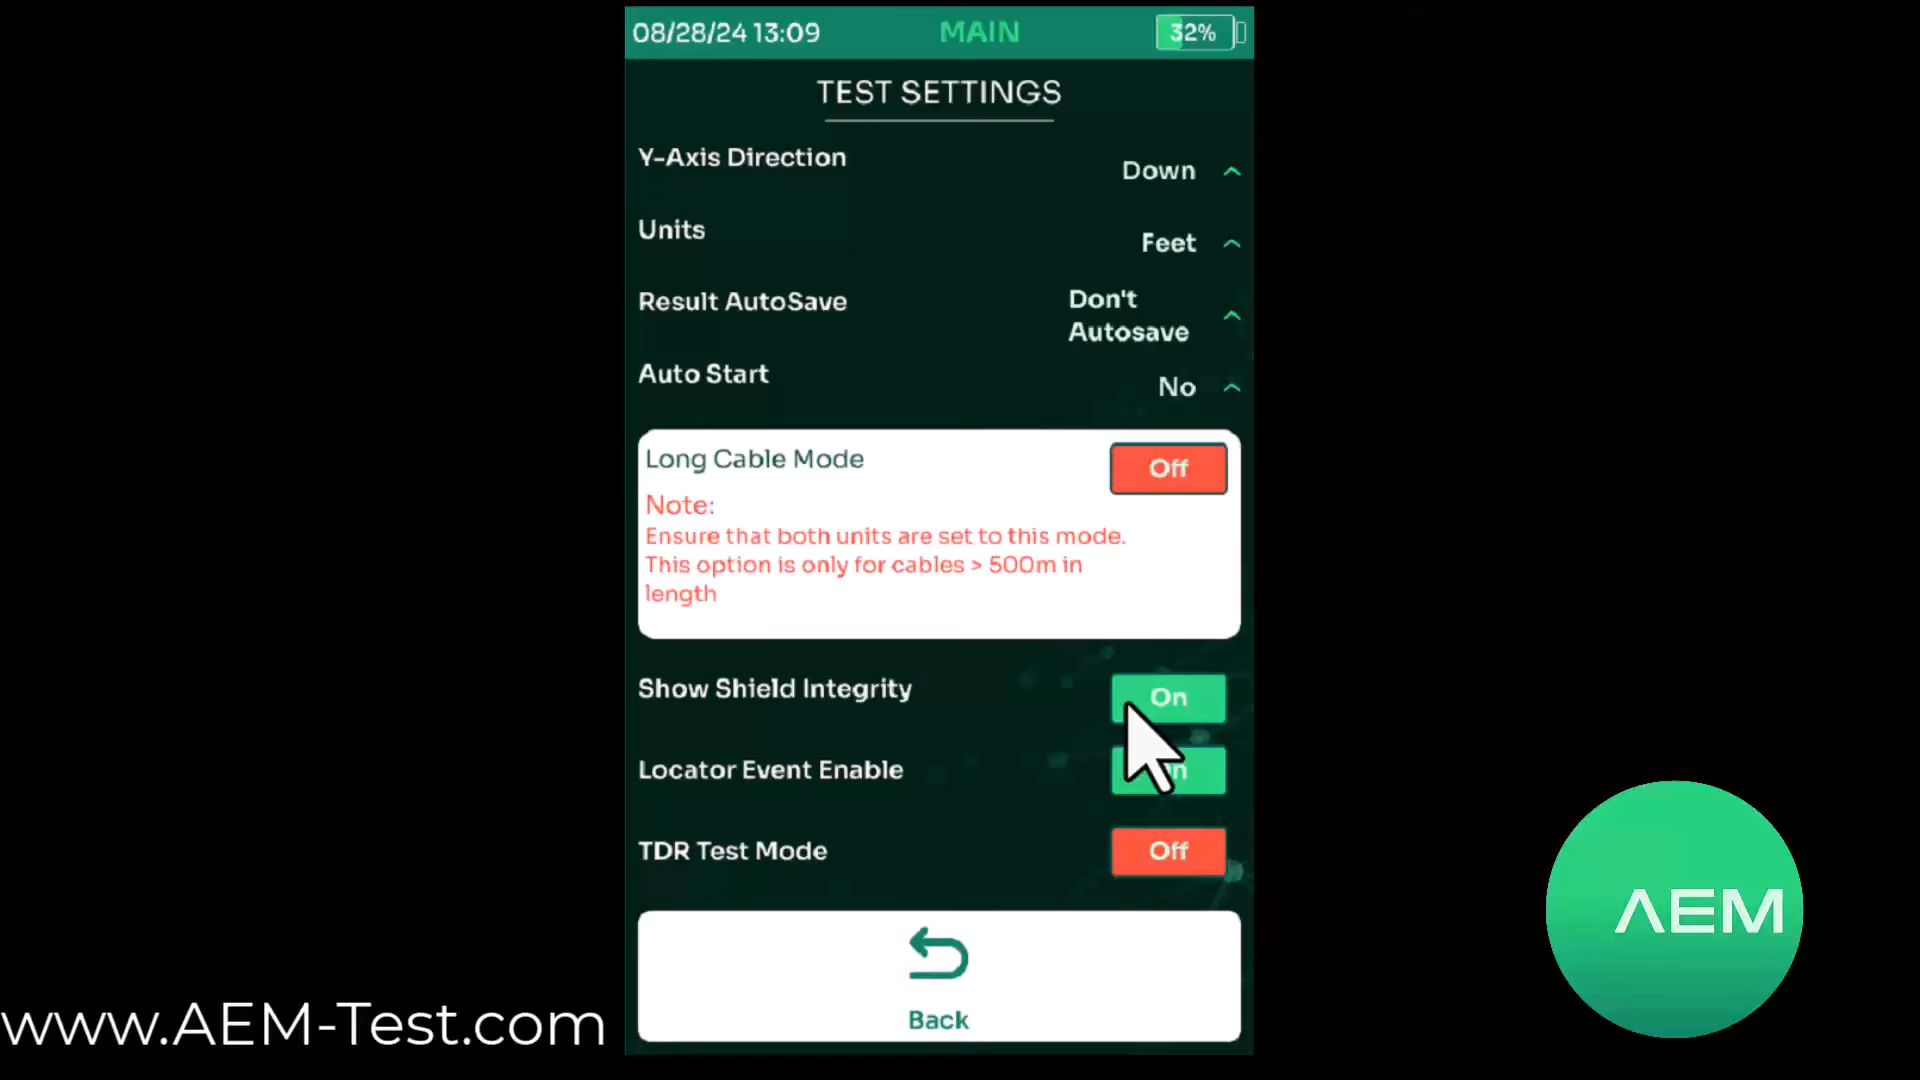 08/28/24 13:09 MAIN 32%
TEST SETTINGS
Y-Axis Direction Down
Units Feet
Result AutoSave Don't
Autosave
Auto Start No
Long Cable Mode Off
Note:
Ensure that both units are set to this mode.
This option is only for cables > 500m in
length
Show Shield Integrity On
Locator Event Enable
TDR Test Mode Off
Back
www.AEM-Test.com
AEM